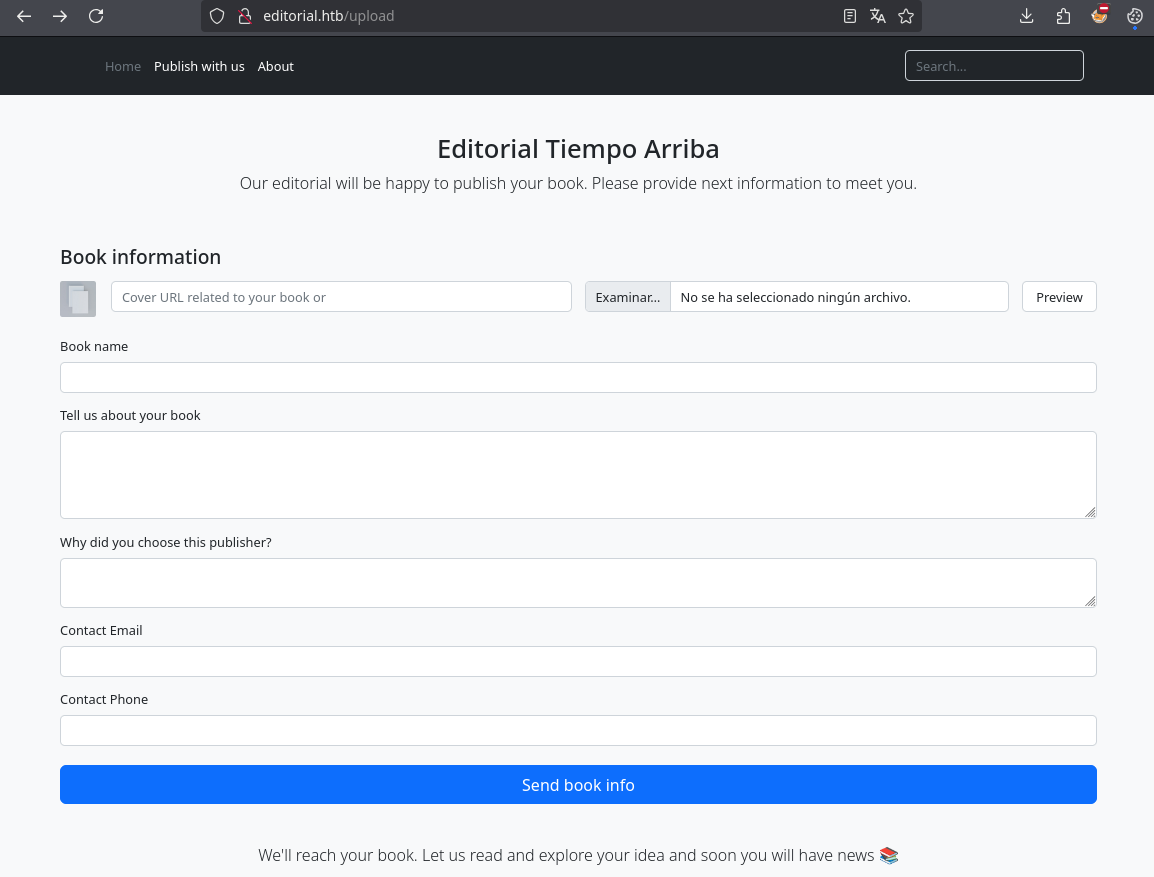 editorial.htb/upload
Home Publish with us About Search...
Editorial Tiempo Arriba
Our editorial will be happy to publish your book. Please provide next information to meet you.
Book information
Cover URL related to your book or Examinar... No se ha seleccionado ningún archivo. Preview
Book name
Tell us about your book
Why did you choose this publisher?
Contact Email
Contact Phone
Send book info
We'll reach your book. Let us read and explore your idea and soon you will have news 📚